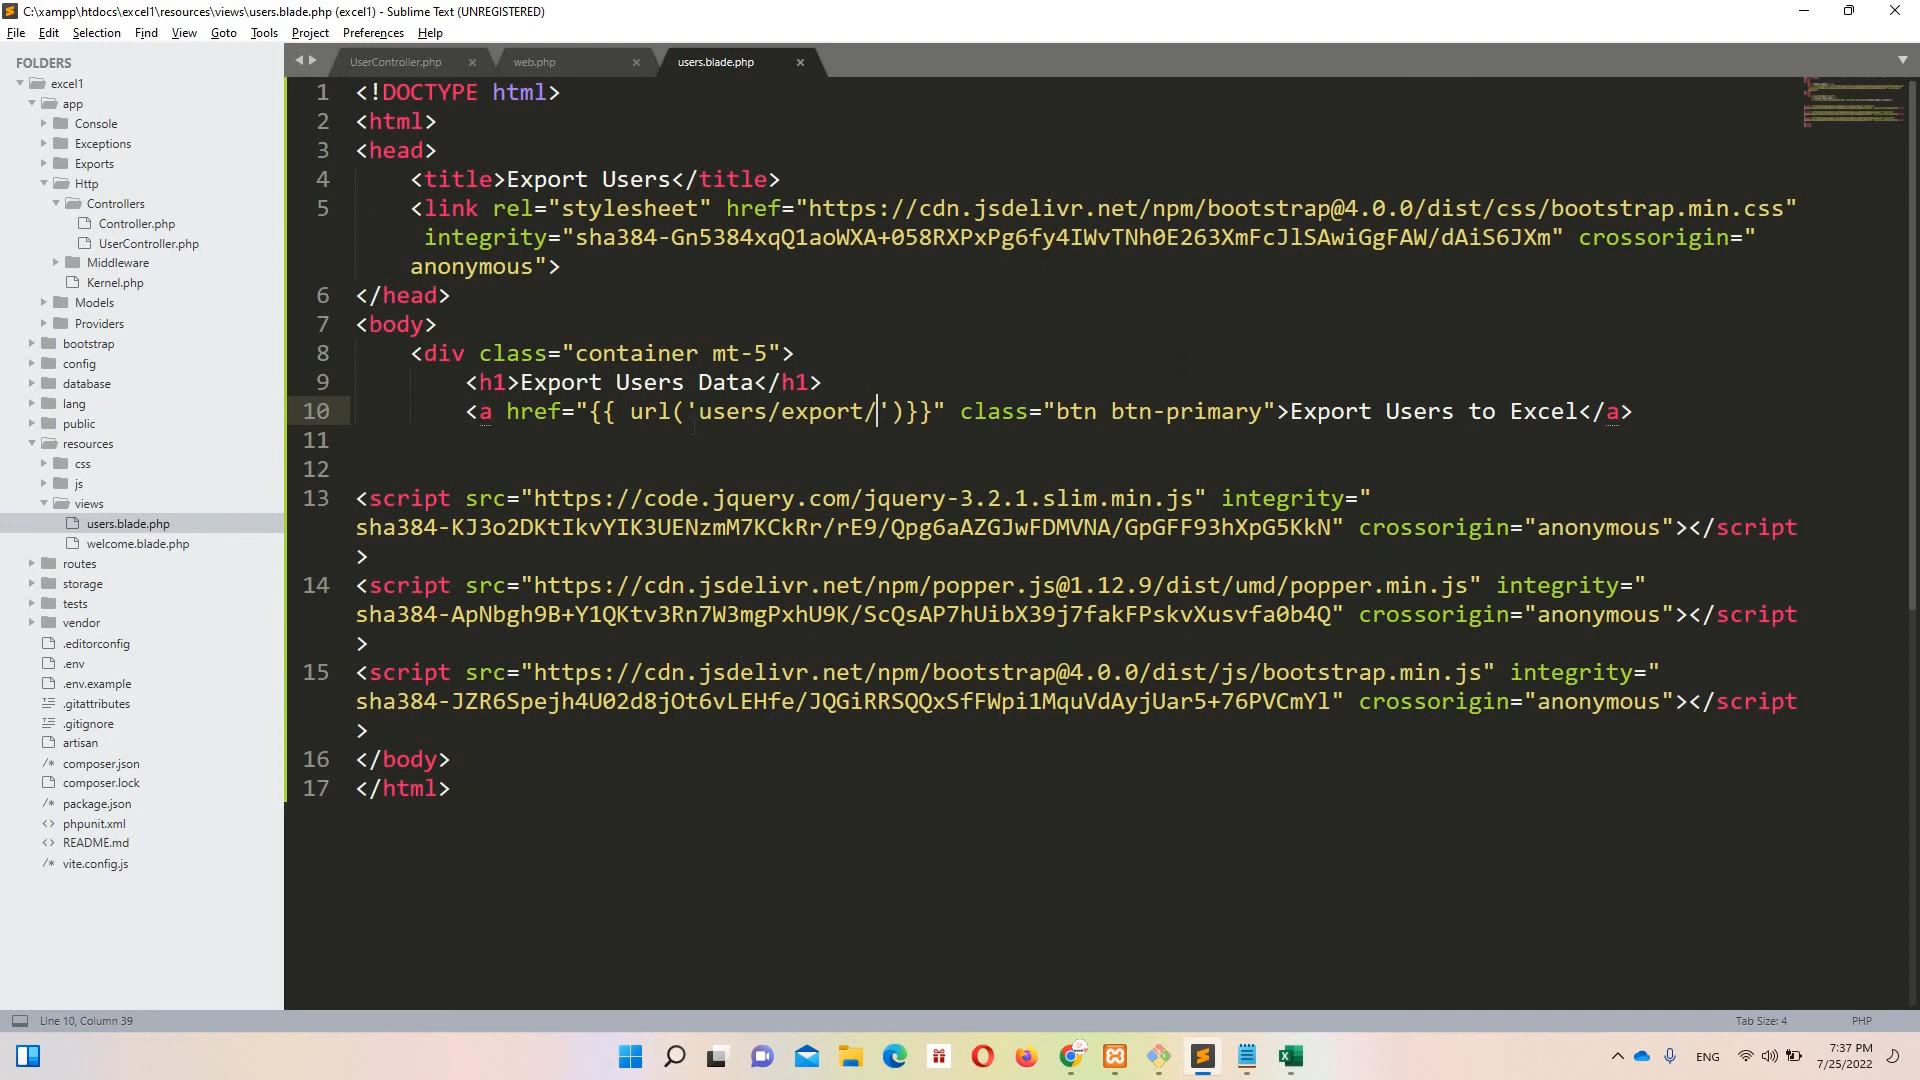 C:\xampp\htdocs\excel1\resources\views\users.blade.php (excel1) - Sublime Text (UNREGISTERED)
File Edit Selection Find View Goto Tools Project Preferences Help
FOLDERS
excel1
app
Console
Exceptions
Exports
Http
Controllers
Controller.php
UserController.php
Middleware
Kernel.php
Models
Providers
bootstrap
config
database
lang
public
resources
css
js
views
users.blade.php
welcome.blade.php
routes
storage
tests
vendor
.editorconfig
.env
.env.example
.gitattributes
.gitignore
artisan
composer.json
composer.lock
package.json
phpunit.xml
README.md
vite.config.js
UserController.php web.php users.blade.php
1 <!DOCTYPE html>
2 <html>
3 <head>
4 <title>Export Users</title>
5 <link rel="stylesheet" href="https://cdn.jsdelivr.net/npm/bootstrap@4.0.0/dist/css/bootstrap.min.css"
integrity="sha384-Gn5384xqQ1aoWXA+058RXPxPg6fy4IWvTNh0E263XmFcJlSAwiGgFAW/dAiS6JXm" crossorigin="
anonymous">
6 </head>
7 <body>
8 <div class="container mt-5">
9 <h1>Export Users Data</h1>
10 <a href="{{ url('users/export/')}}" class="btn btn-primary">Export Users to Excel</a>
11
12
13 <script src="https://code.jquery.com/jquery-3.2.1.slim.min.js" integrity="
sha384-KJ3o2DKtIkvYIK3UENzmM7KCkRr/rE9/Qpg6aAZGJwFDMVNA/GpGFF93hXpG5KkN" crossorigin="anonymous"></script
>
14 <script src="https://cdn.jsdelivr.net/npm/popper.js@1.12.9/dist/umd/popper.min.js" integrity="
sha384-ApNbgh9B+Y1QKtv3Rn7W3mgPxhU9K/ScQsAP7hUibX39j7fakFPskvXusvfa0b4Q" crossorigin="anonymous"></script
>
15 <script src="https://cdn.jsdelivr.net/npm/bootstrap@4.0.0/dist/js/bootstrap.min.js" integrity="
sha384-JZR6Spejh4U02d8jOt6vLEHfe/JQGiRRSQQxSfFWpi1MquVdAyjUar5+76PVCmYl" crossorigin="anonymous"></script
>
16 </body>
17 </html>
Line 10, Column 39 Tab Size: 4 PHP
ENG
7:37 PM
7/25/2022